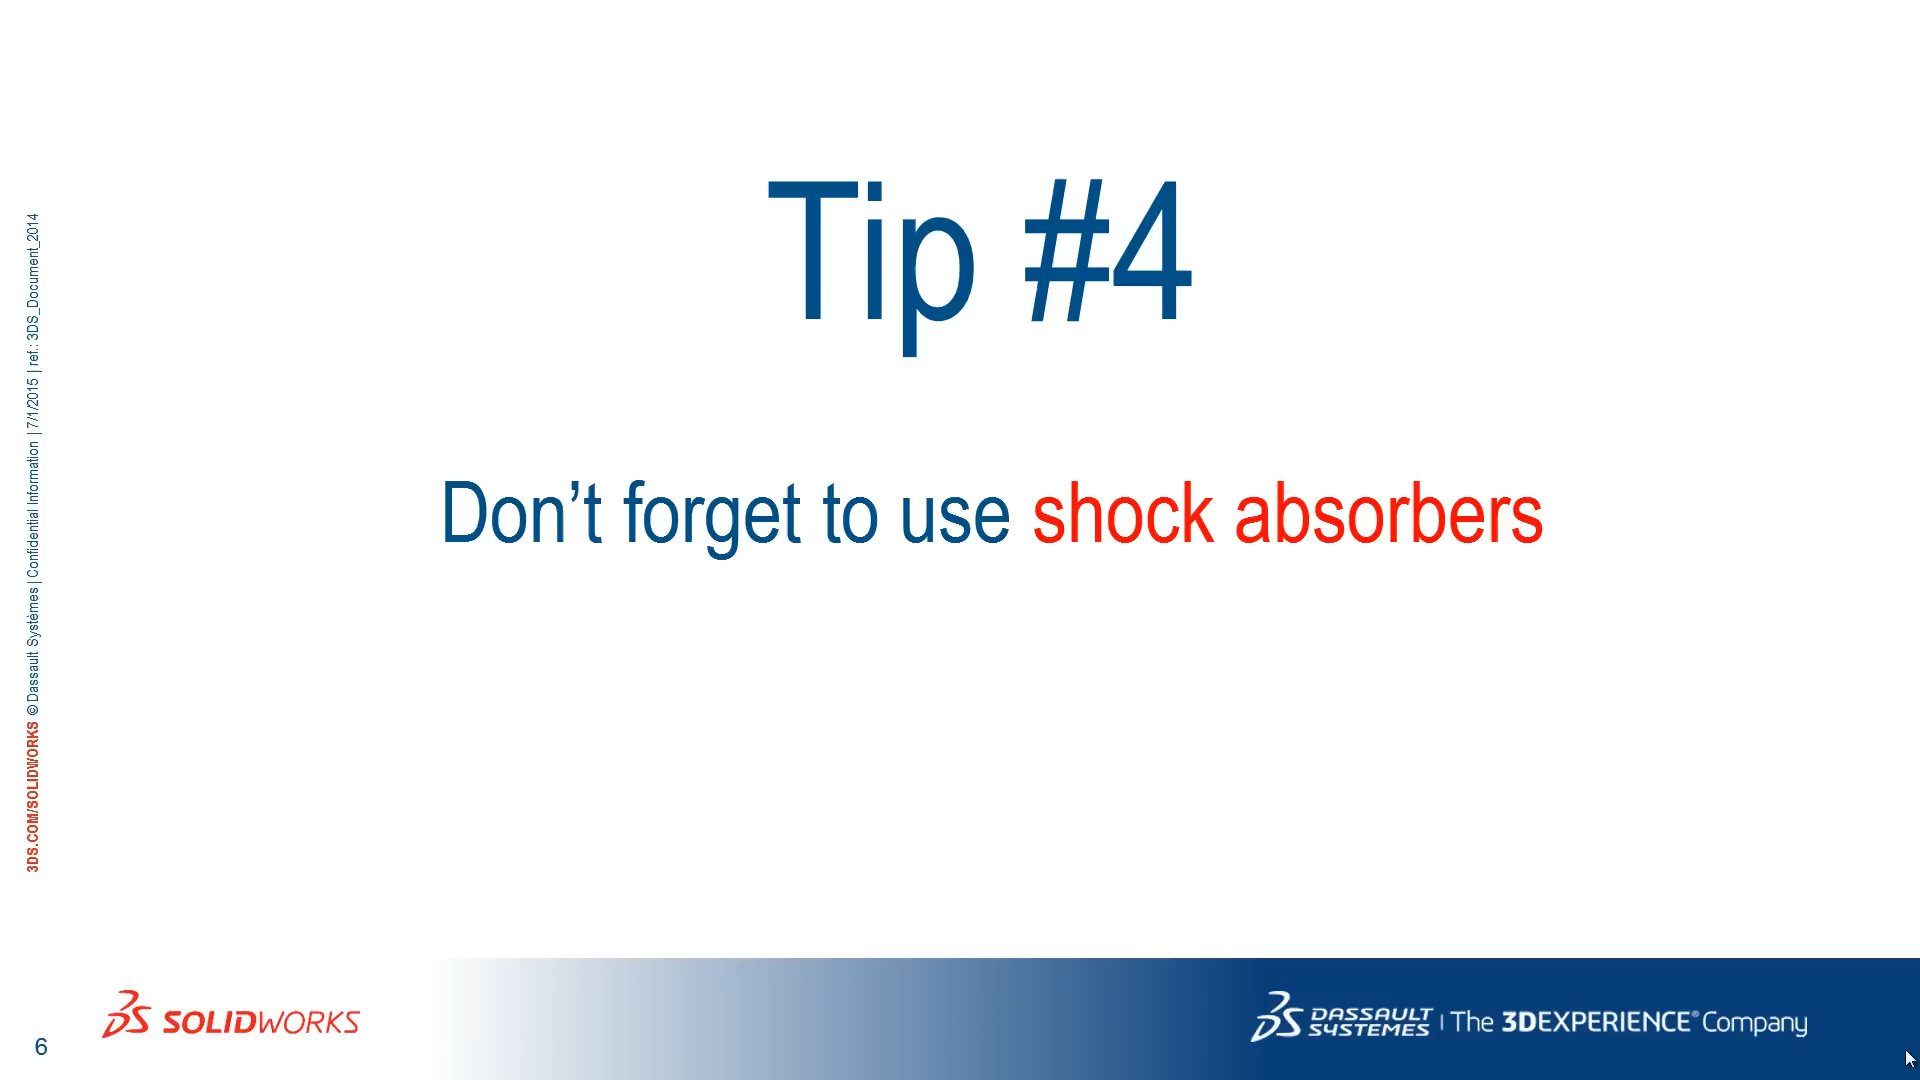 Tip #4
Don’t forget to use shock absorbers
3DS.COM/SOLIDWORKS © Dassault Systèmes | Confidential Information | 7/1/2015 | ref.: 3DS_Document_2014
6
SOLIDWORKS
DASSAULT SYSTEMES | The 3DEXPERIENCE® Company